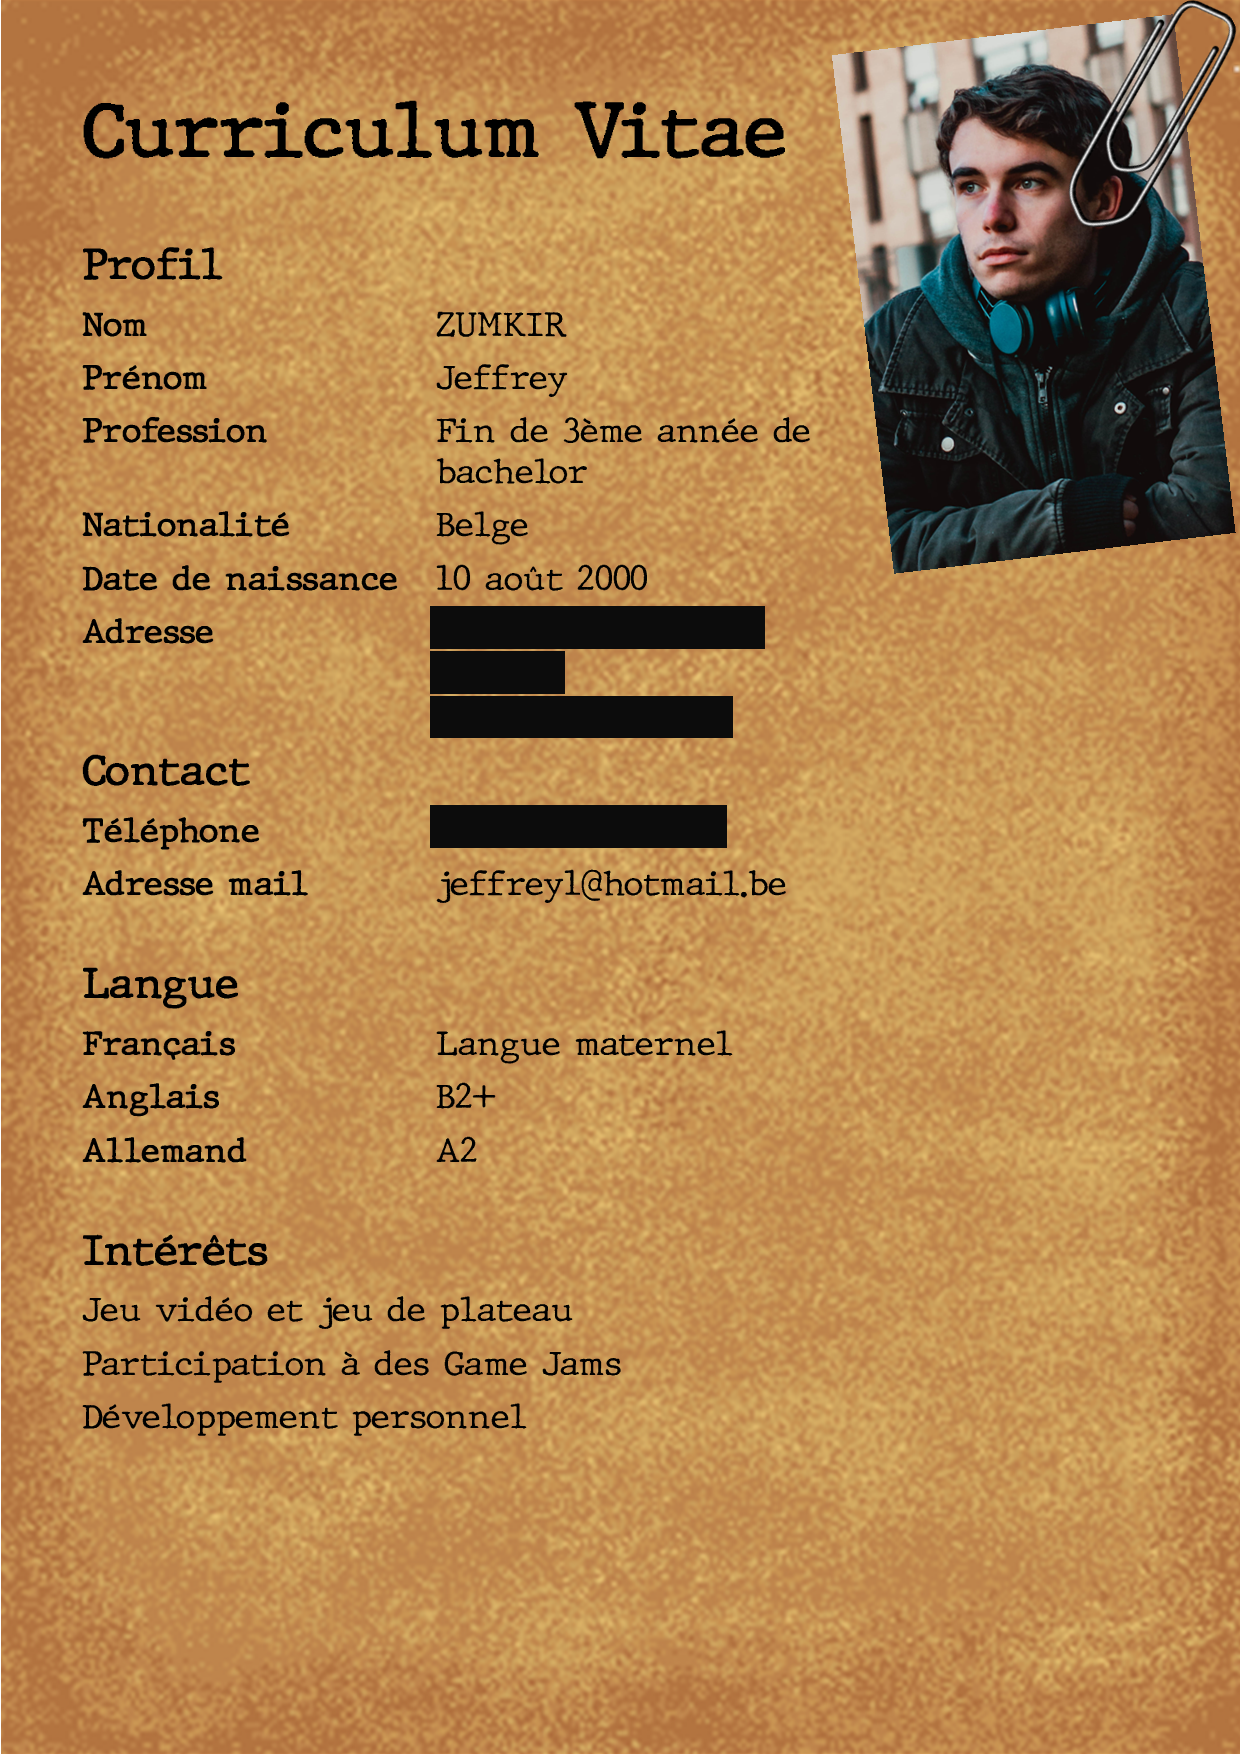 Curriculum Vitae
Profil
Nom ZUMKIR
Prénom Jeffrey
Profession Fin de 3ème année de
bachelor
Nationalité Belge
Date de naissance 10 août 2000
Adresse
Contact
Téléphone
Adresse mail jeffrey1@hotmail.be
Langue
Français Langue maternel
Anglais B2+
Allemand A2
Intérêts
Jeu vidéo et jeu de plateau
Participation à des Game Jams
Développement personnel